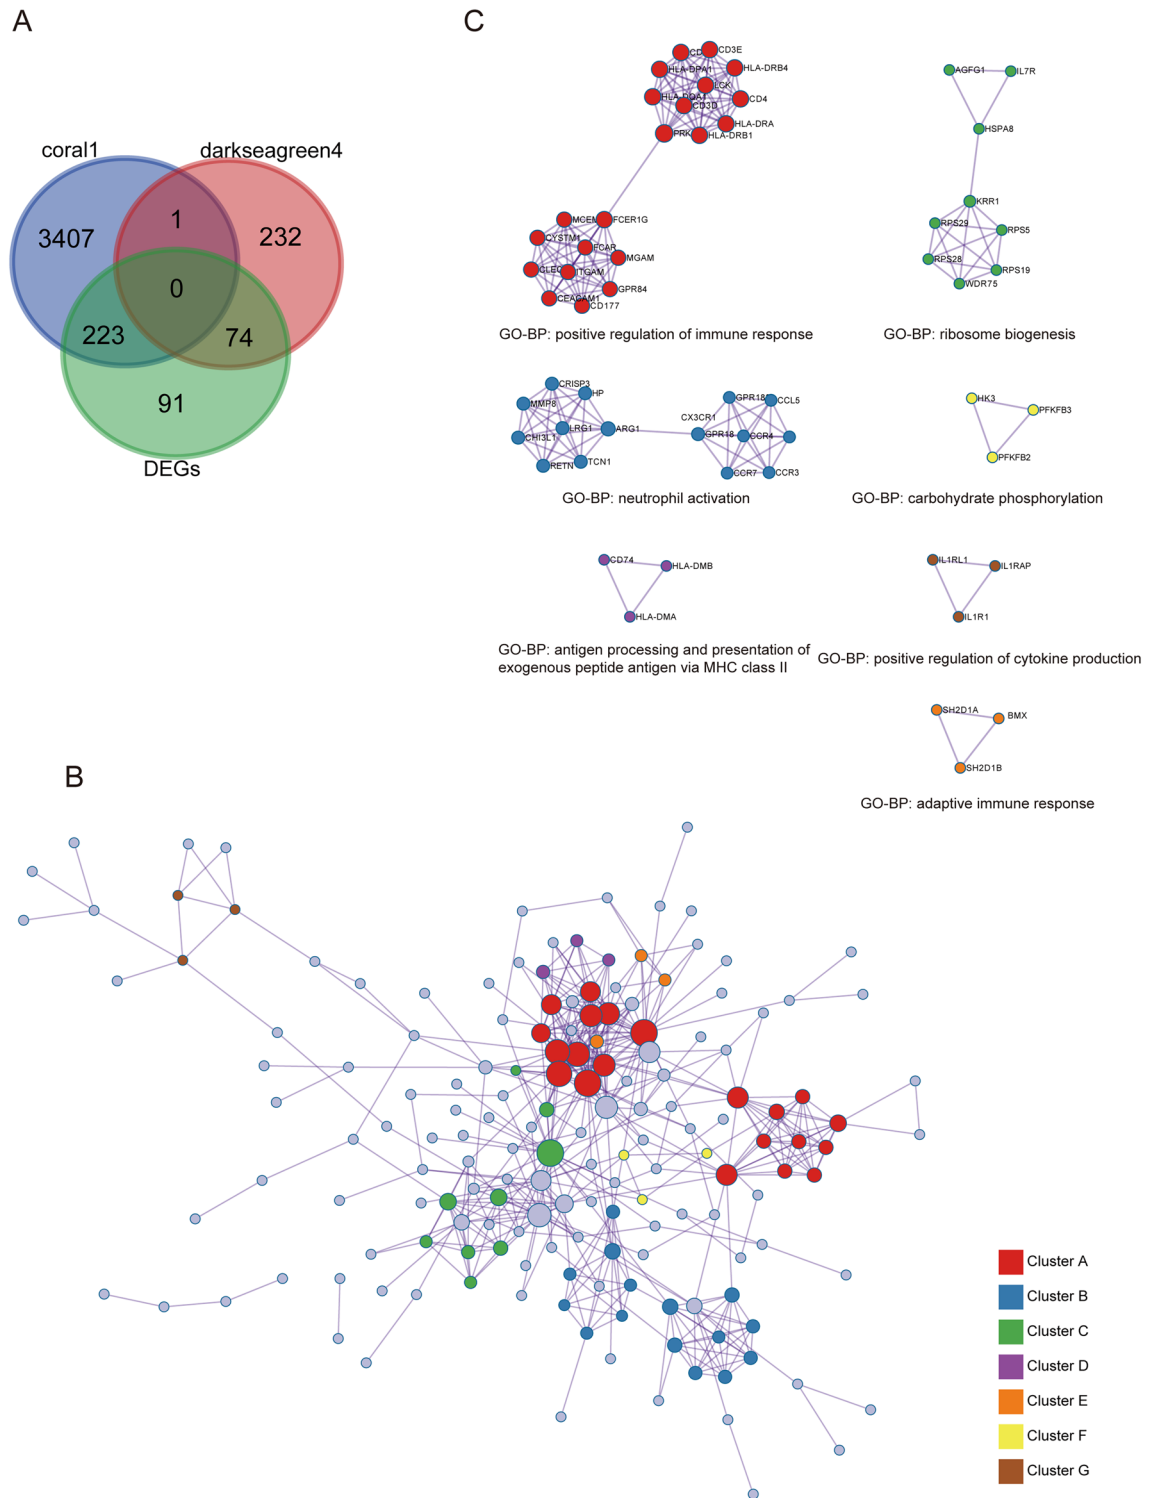 A
coral1
darkseagreen4
3407
1
232
0
223
74
91
DEGs
C
CD3E
HLA-DPA1
HLA-DRB4
LCK
CD4
CD3D
HLA-DRA
HLA-DRB1
FCER1G
CYSTM1
FCAR
MGAM
ITGAM
GPR84
CEACAM1
CD177
GO-BP: positive regulation of immune response
AGFG1
IL7R
HSPA8
KRR1
RPS29
RPS5
RPS28
RPS19
WDR75
GO-BP: ribosome biogenesis
CRISP3
HP
MMP8
LRG1
ARG1
CHI3L1
RETN
TCN1
CCL5
CX3CR1
GPR18
CCR4
CCR7
CCR3
GO-BP: neutrophil activation
HK3
PFKFB3
PFKFB2
GO-BP: carbohydrate phosphorylation
CD74
HLA-DMB
HLA-DMA
GO-BP: antigen processing and presentation of
exogenous peptide antigen via MHC class II
IL1RL1
IL1RAP
IL1R1
GO-BP: positive regulation of cytokine production
SH2D1A
BMX
SH2D1B
GO-BP: adaptive immune response
B
Cluster A
Cluster B
Cluster C
Cluster D
Cluster E
Cluster F
Cluster G